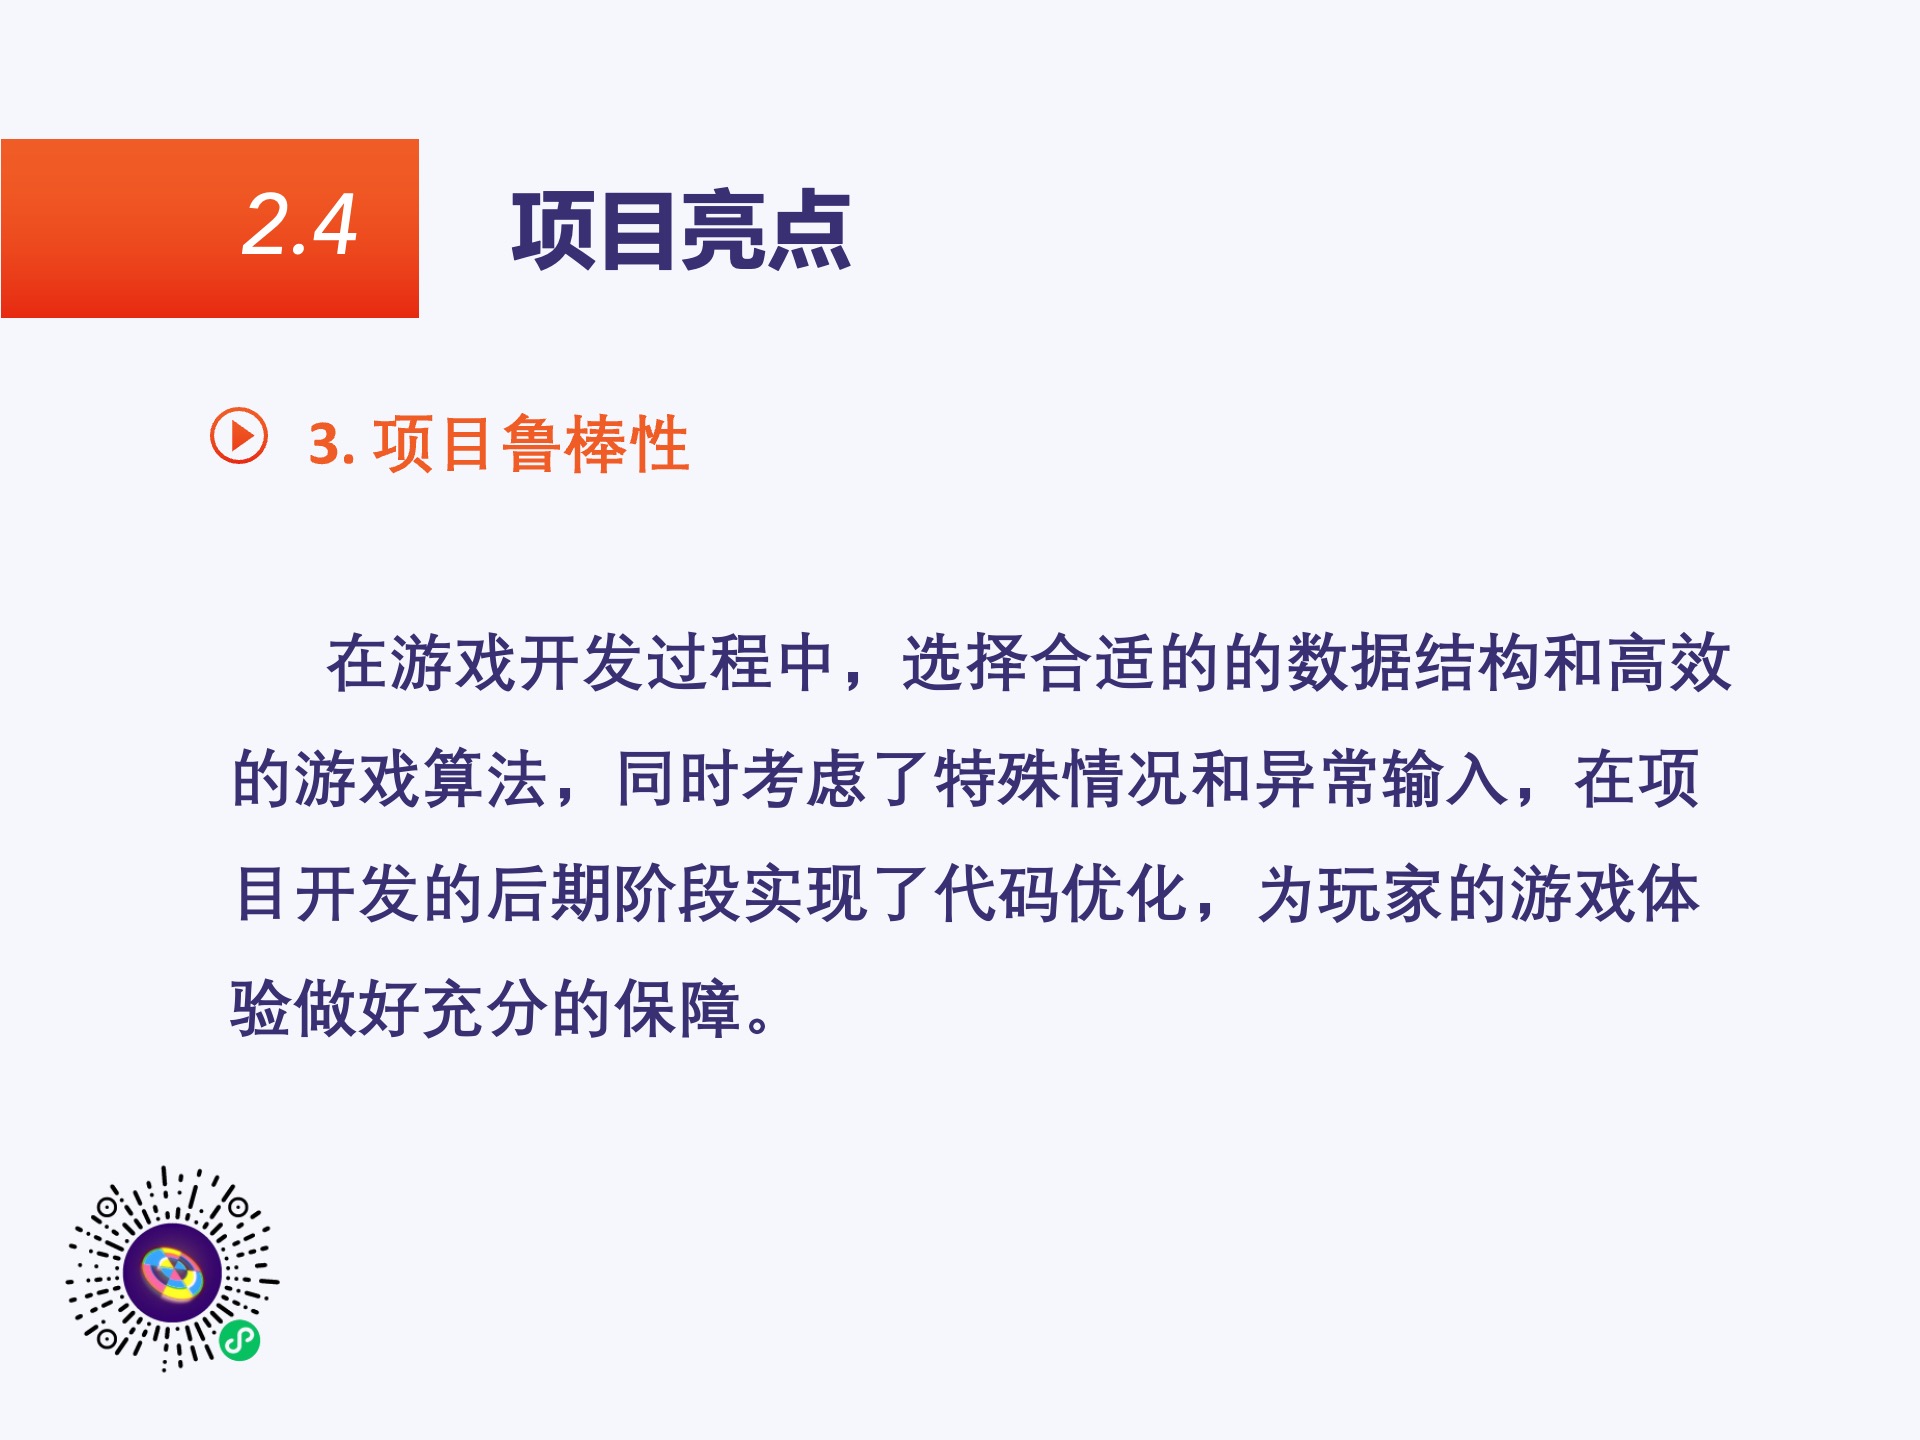 2.4
项目亮点
3. 项目鲁棒性
在游戏开发过程中，选择合适的的数据结构和高效
的游戏算法，同时考虑了特殊情况和异常输入，在项
目开发的后期阶段实现了代码优化，为玩家的游戏体
验做好充分的保障。